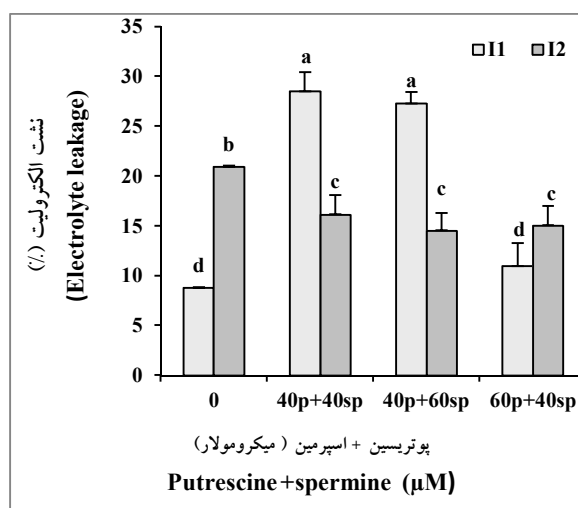 نشت الکترولیت (٪)
(Electrolyte leakage)
35
30
25
20
15
10
5
0
I1 I2
d b a c a c d c
0 40p+40sp 40p+60sp 60p+40sp
پوتریسین + اسپرمین ( میکرومولار)
Putrescine+spermine (µM)